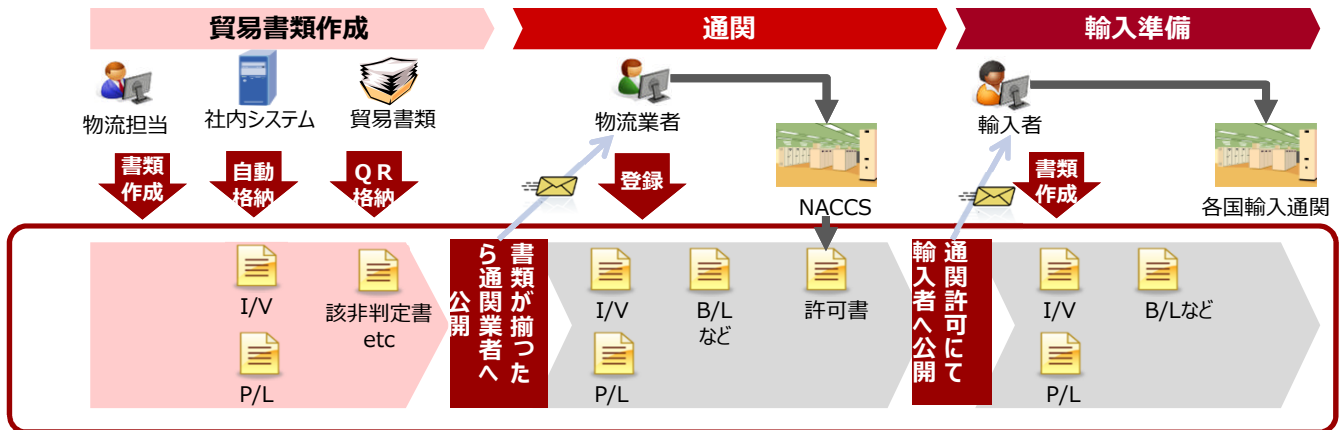 貿易書類作成
通関
輸入準備
物流担当
社内システム
貿易書類
物流業者
輸入者
書類
作成
自動
格納
ＱＲ
格納
登録
NACCS
書類
作成
各国輸入通関
I/V
該非判定書
etc
P/L
書類が揃った
ら通関業者へ
公開
I/V
B/L
など
許可書
P/L
通関許可にて
輸入者へ公開
I/V
B/Lなど
P/L